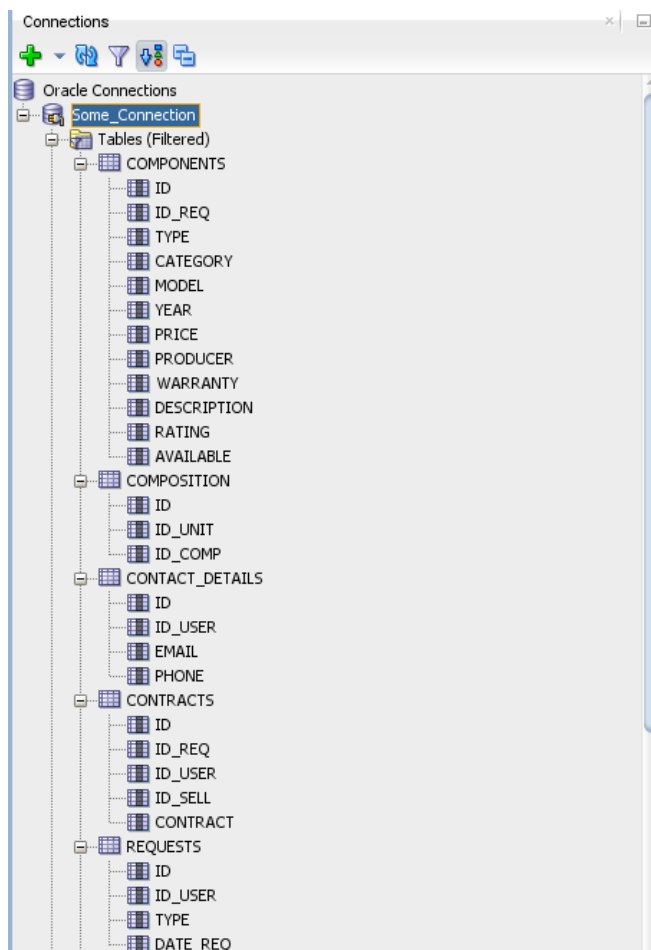 Connections
Oracle Connections
Some_Connection
Tables (Filtered)
COMPONENTS
ID
ID_REQ
TYPE
CATEGORY
MODEL
YEAR
PRICE
PRODUCER
WARRANTY
DESCRIPTION
RATING
AVAILABLE
COMPOSITION
ID
ID_UNIT
ID_COMP
CONTACT_DETAILS
ID
ID_USER
EMAIL
PHONE
CONTRACTS
ID
ID_REQ
ID_USER
ID_SELL
CONTRACT
REQUESTS
ID
ID_USER
TYPE
DATE_REQ